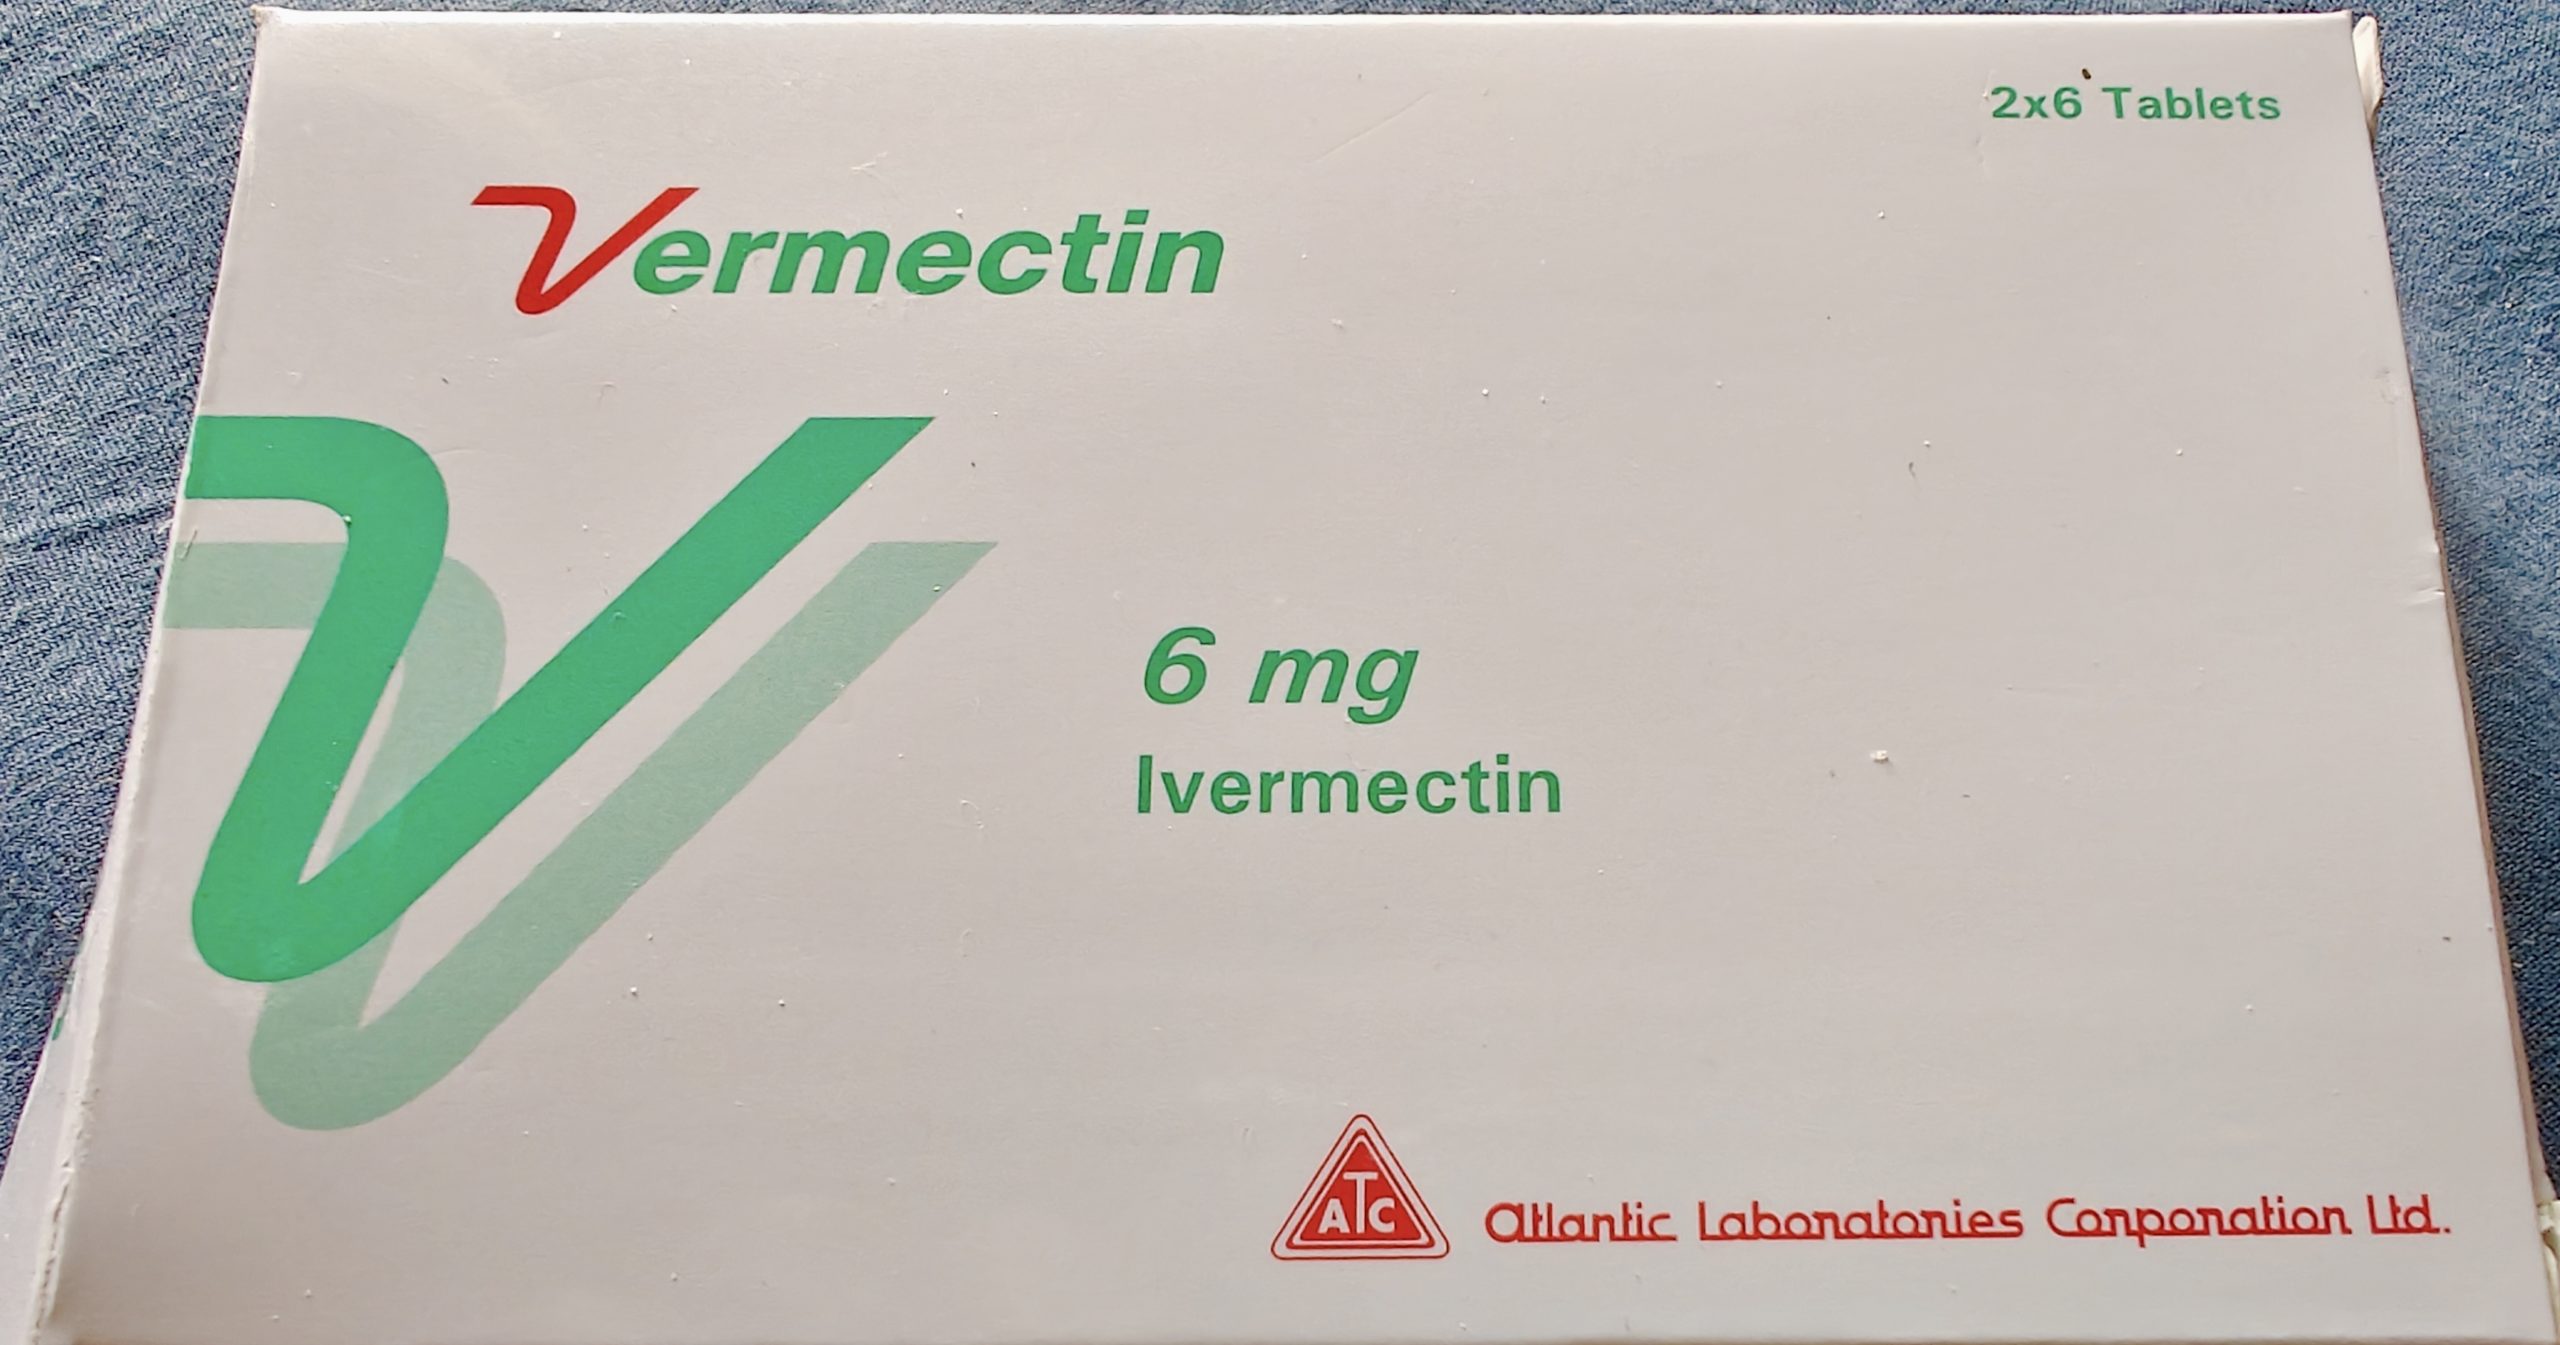 2x6 Tablets
Vermectin
6 mg
Ivermectin
ATC
Atlantic Laboratories Corporation Ltd.